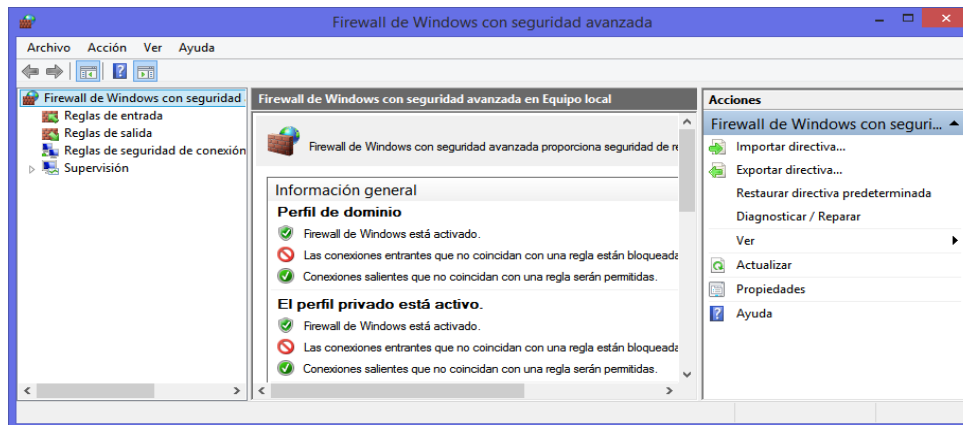 Firewall de Windows con seguridad avanzada
Archivo Acción Ver Ayuda
Firewall de Windows con seguridad
Reglas de entrada
Reglas de salida
Reglas de seguridad de conexión
Supervisión
Firewall de Windows con seguridad avanzada en Equipo local
Firewall de Windows con seguridad avanzada proporciona seguridad de re
Información general
Perfil de dominio
Firewall de Windows está activado.
Las conexiones entrantes que no coincidan con una regla están bloqueada
Conexiones salientes que no coincidan con una regla serán permitidas.
El perfil privado está activo.
Firewall de Windows está activado.
Las conexiones entrantes que no coincidan con una regla están bloqueada
Conexiones salientes que no coincidan con una regla serán permitidas.
Acciones
Firewall de Windows con seguri...
Importar directiva...
Exportar directiva...
Restaurar directiva predeterminada
Diagnosticar / Reparar
Ver
Actualizar
Propiedades
Ayuda